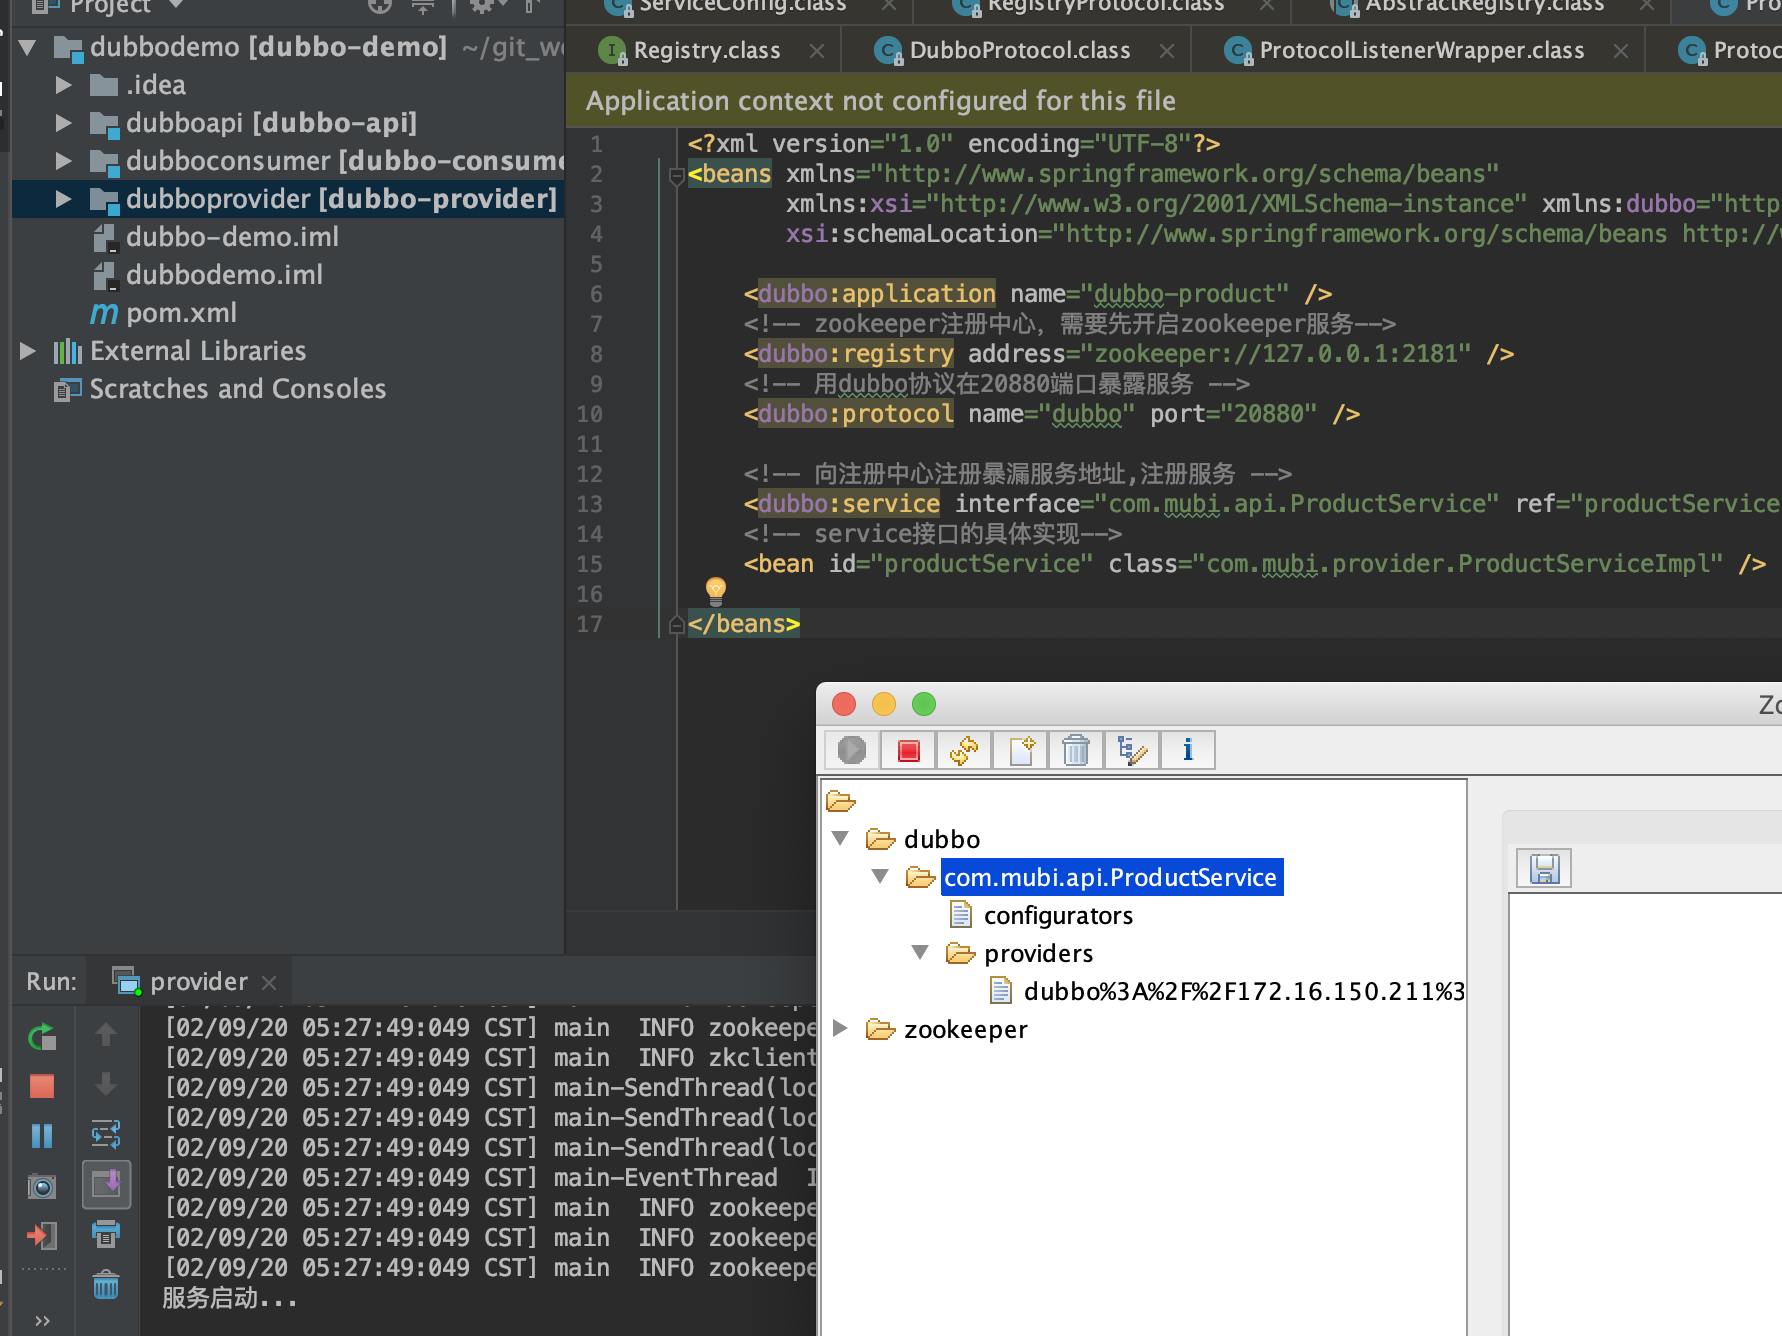 Project
dubbodemo [dubbo-demo] ~/git_w
.idea
dubboapi [dubbo-api]
dubboconsumer [dubbo-consum
dubboprovider [dubbo-provider]
dubbo-demo.iml
dubbodemo.iml
pom.xml
External Libraries
Scratches and Consoles
ServiceConfig.class RegistryProtocol.class AbstractRegistry.class Pro
Registry.class DubboProtocol.class ProtocolListenerWrapper.class Protoc
Application context not configured for this file
1 <?xml version="1.0" encoding="UTF-8"?>
2 <beans xmlns="http://www.springframework.org/schema/beans"
3 xmlns:xsi="http://www.w3.org/2001/XMLSchema-instance" xmlns:dubbo="http
4 xsi:schemaLocation="http://www.springframework.org/schema/beans http://
5
6 <dubbo:application name="dubbo-product" />
7 <!-- zookeeper注册中心，需要先开启zookeeper服务-->
8 <dubbo:registry address="zookeeper://127.0.0.1:2181" />
9 <!-- 用dubbo协议在20880端口暴露服务 -->
10 <dubbo:protocol name="dubbo" port="20880" />
11
12 <!-- 向注册中心注册暴漏服务地址,注册服务 -->
13 <dubbo:service interface="com.mubi.api.ProductService" ref="productService
14 <!-- service接口的具体实现-->
15 <bean id="productService" class="com.mubi.provider.ProductServiceImpl" />
16
17 </beans>
Run: provider
[02/09/20 05:27:49:049 CST] main INFO zookeepe
[02/09/20 05:27:49:049 CST] main INFO zkclient
[02/09/20 05:27:49:049 CST] main-SendThread(loc
[02/09/20 05:27:49:049 CST] main-SendThread(loc
[02/09/20 05:27:49:049 CST] main-SendThread(loc
[02/09/20 05:27:49:049 CST] main-EventThread I
[02/09/20 05:27:49:049 CST] main INFO zookeepe
[02/09/20 05:27:49:049 CST] main INFO zookeepe
[02/09/20 05:27:49:049 CST] main INFO zookeepe
服务启动...
Zo
dubbo
com.mubi.api.ProductService
configurators
providers
dubbo%3A%2F%2F172.16.150.211%3
zookeeper